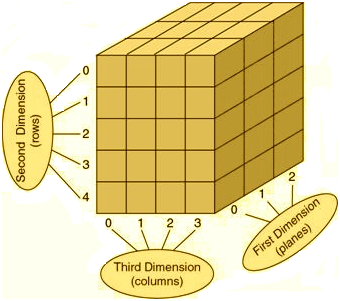 Second Dimension
(rows)
0
1
2
3
4
0 1 2 3
Third Dimension
(columns)
0 1 2
First Dimension
(planes)